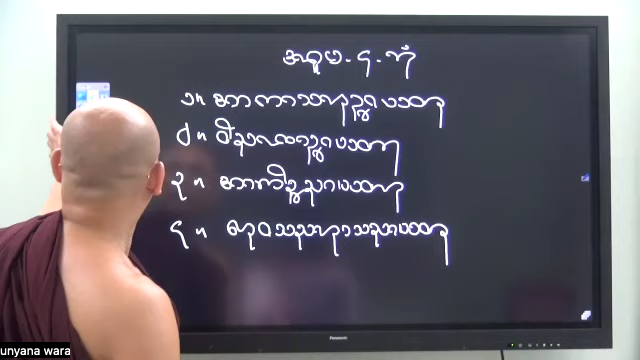 အရူပ - ၄ - ဘုံ
၁။ အာကာသာနဉ္စာယတန
၂။ ဝိညာဏဉ္စာယတန
၃။ အာကိဉ္စညာယတန
၄။ နေဝသညာနာသညာယတန
Panasonic
unyana wara